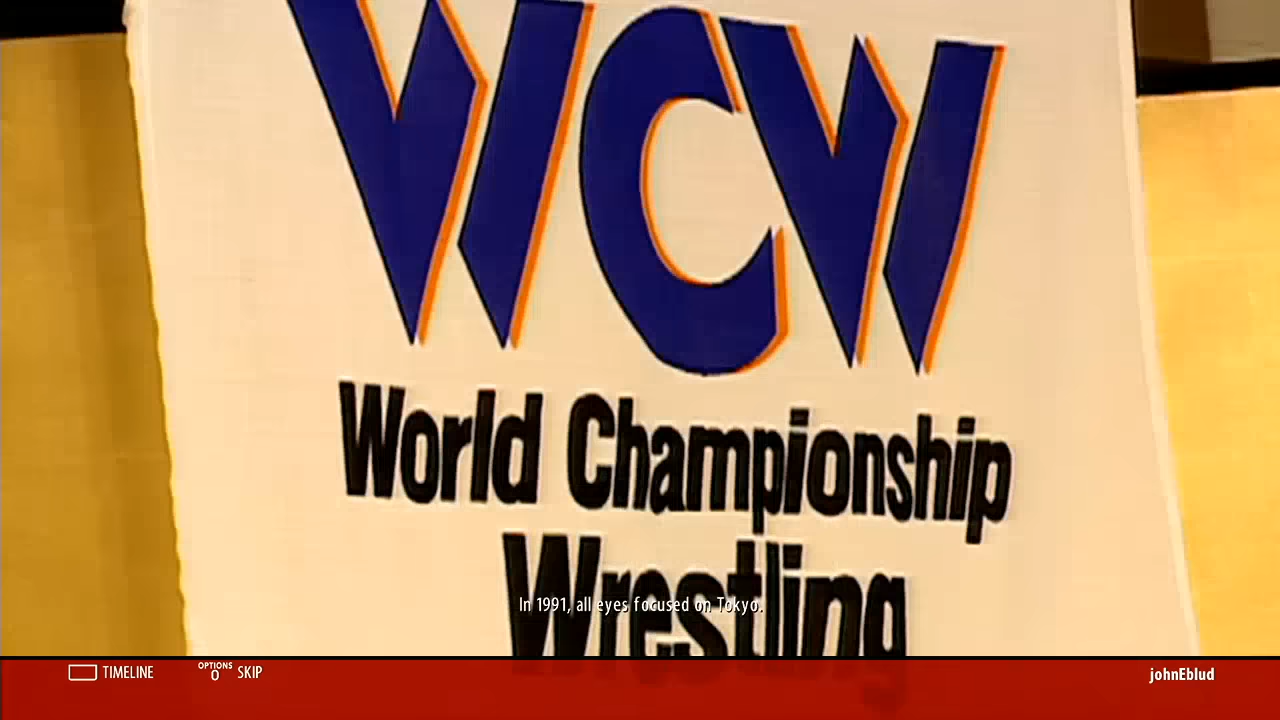 WCW
World Championship
Wrestling
In 1991, all eyes focused on Tokyo.
TIMELINE
OPTIONS
SKIP
johnEblud